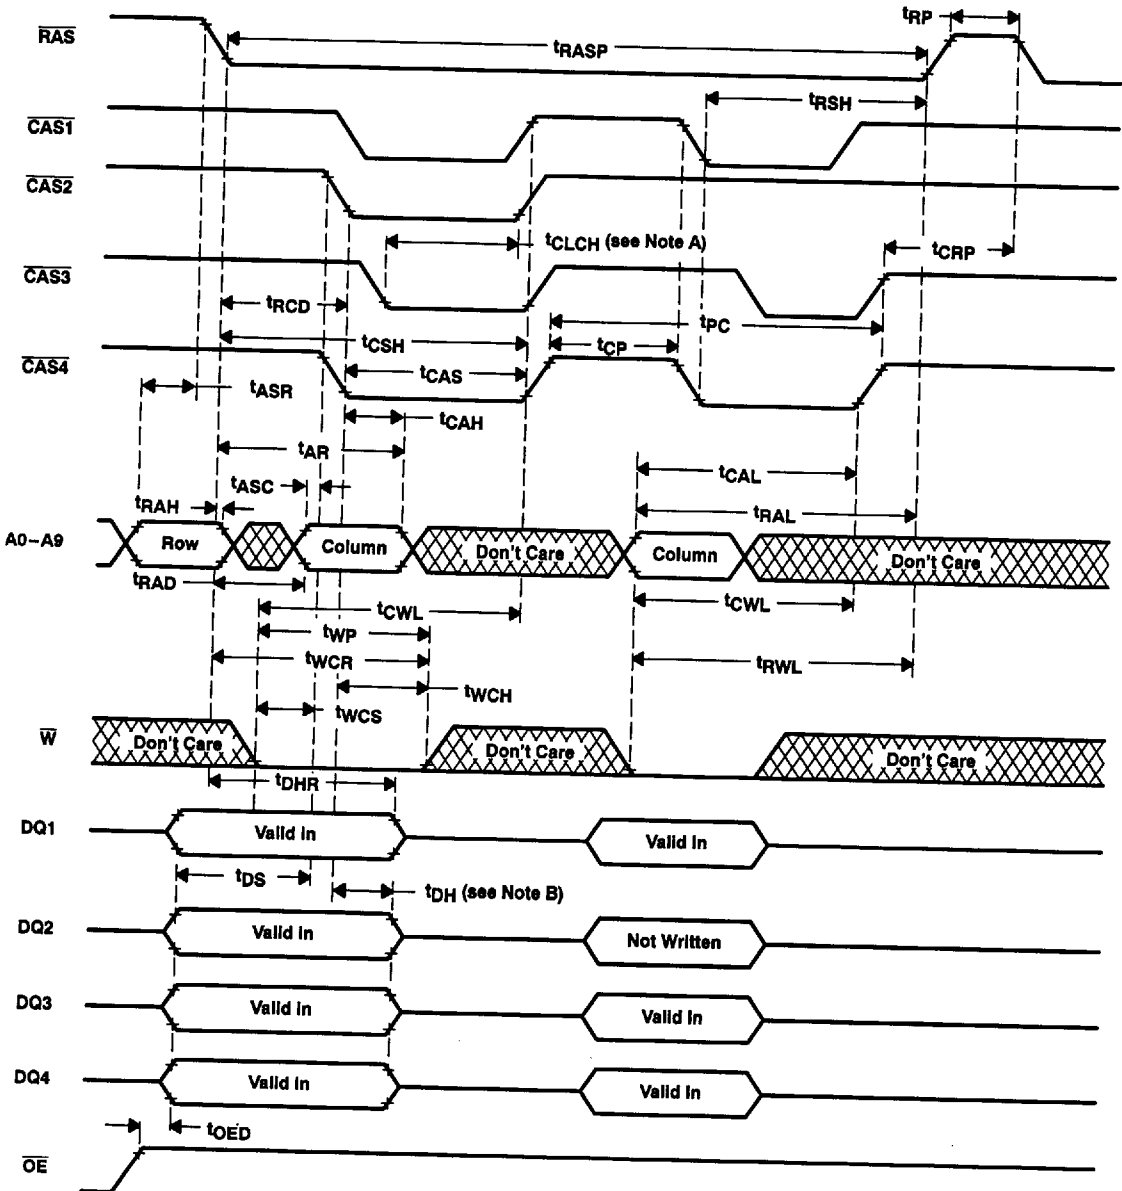 tRP
RAS
tRASP
tRSH
CAS1
CAS2
tCLCH (see Note A)
tCRP
CAS3
tRCD
tPC
tCSH
tCP
CAS4
tCAS
tASR
tCAH
tAR
tCAL
tASC
tRAH
tRAL
A0–A9
Row
Column
Don't Care
Column
Don't Care
tRAD
tCWL
tCWL
tWP
tWCR
tRWL
tWCH
tWCS
W
Don't Care
Don't Care
Don't Care
tDHR
DQ1
Valid In
Valid In
tDS
tDH (see Note B)
DQ2
Valid In
Not Written
DQ3
Valid In
Valid In
DQ4
Valid In
Valid In
tOED
OE